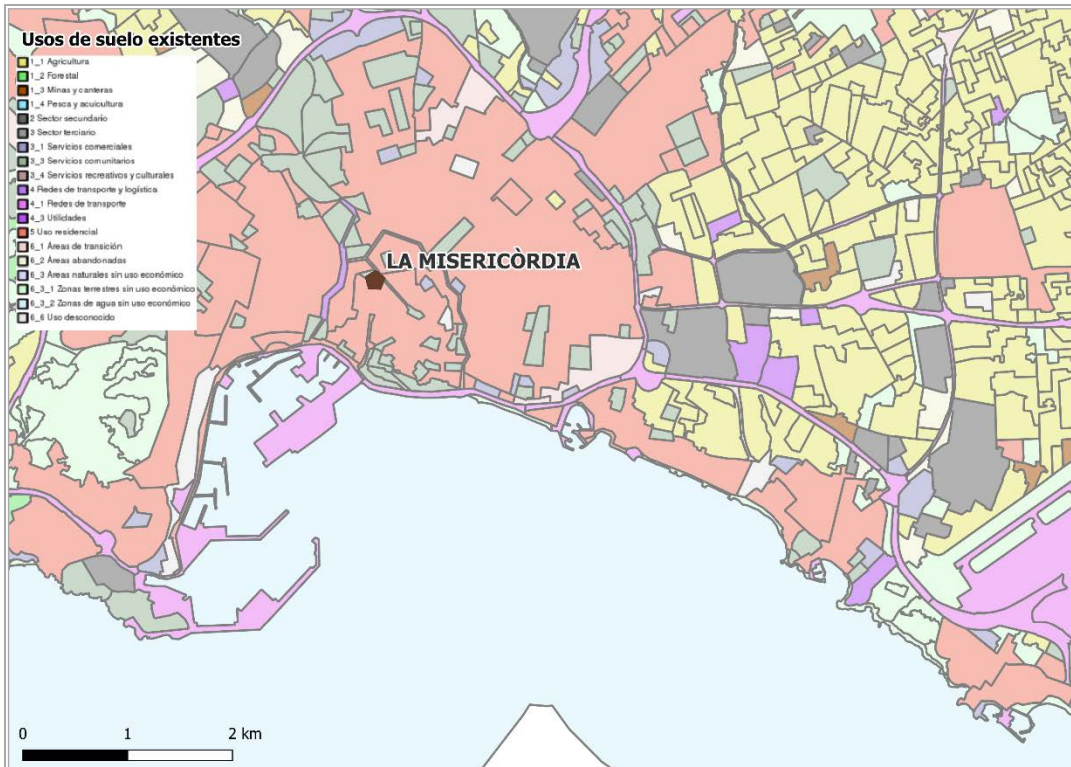 Usos de suelo existentes
1_1 Agricultura
1_2 Forestal
1_3 Minas y canteras
1_4 Pesca y acuicultura
2 Sector secundario
3 Sector terciario
3_1 Servicios comerciales
3_3 Servicios comunitarios
3_4 Servicios recreativos y culturales
4 Redes de transporte y logística
4_1 Redes de transporte
4_3 Utilidades
5 Uso residencial
6_1 Áreas de transición
6_2 Áreas abandonadas
6_3 Áreas naturales sin uso económico
6_3_1 Zonas terrestres sin uso económico
6_3_2 Zonas de agua sin uso económico
6_6 Uso desconocido
LA MISERICÒRDIA
0 1 2 km